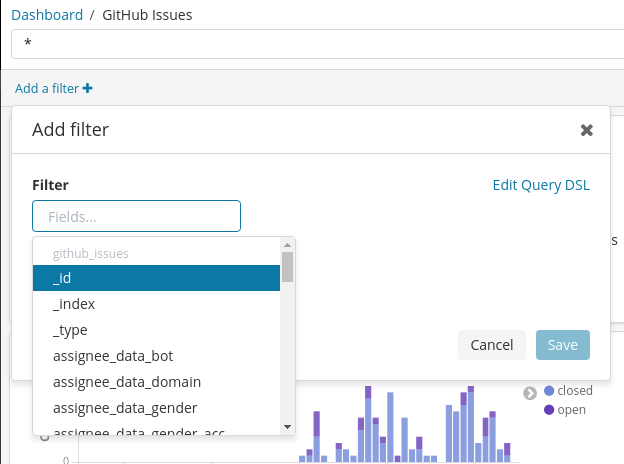 Dashboard / GitHub Issues
*
Add a filter +
Add filter
Filter
Edit Query DSL
Fields...
github_issues
_id
_index
_type
assignee_data_bot
assignee_data_domain
assignee_data_gender
assignee_data_gender_acc
Cancel
Save
s
closed
open
0